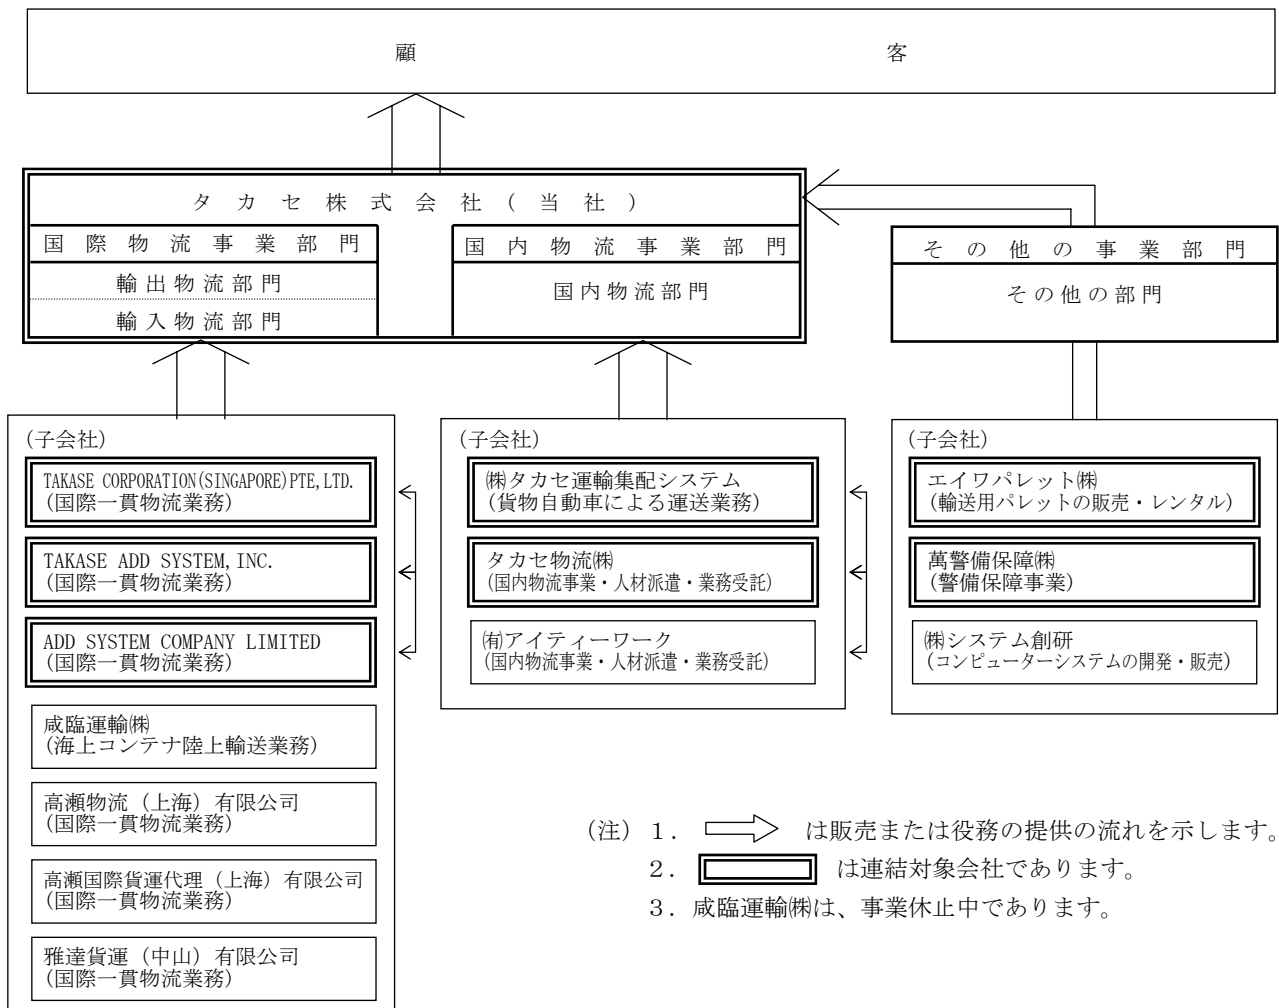 顧客
タカセ株式会社(当社)
国際物流事業部門
輸出物流部門
輸入物流部門
国内物流事業部門
国内物流部門
その他の事業部門
その他の部門
(子会社)
TAKASE CORPORATION(SINGAPORE)PTE,LTD.
(国際一貫物流業務)
TAKASE ADD SYSTEM,INC.
(国際一貫物流業務)
ADD SYSTEM COMPANY LIMITED
(国際一貫物流業務)
咸臨運輸㈱
(海上コンテナ陸上輸送業務)
高瀬物流(上海)有限公司
(国際一貫物流業務)
高瀬国際貨運代理(上海)有限公司
(国際一貫物流業務)
雅達貨運(中山)有限公司
(国際一貫物流業務)
(子会社)
㈱タカセ運輸集配システム
(貨物自動車による運送業務)
タカセ物流㈱
(国内物流事業・人材派遣・業務受託)
㈲アイティーワーク
(国内物流事業・人材派遣・業務受託)
(子会社)
エイワパレット㈱
(輸送用パレットの販売・レンタル)
萬警備保障㈱
(警備保障事業)
㈱システム創研
(コンピューターシステムの開発・販売)
(注)1. は販売または役務の提供の流れを示します。
2. は連結対象会社であります。
3.咸臨運輸㈱は、事業休止中であります。